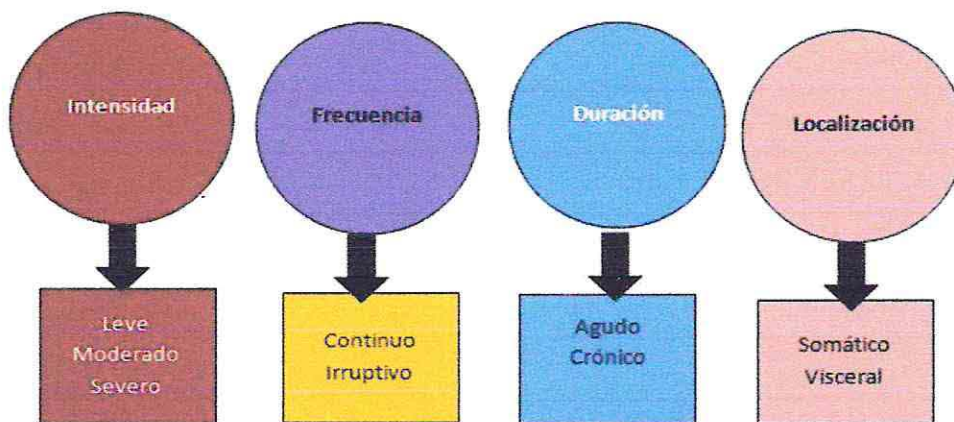 Intensidad
Frecuencia
Duración
Localización
Leve
Moderado
Severo
Continuo
Irruptivo
Agudo
Crónico
Somático
Visceral